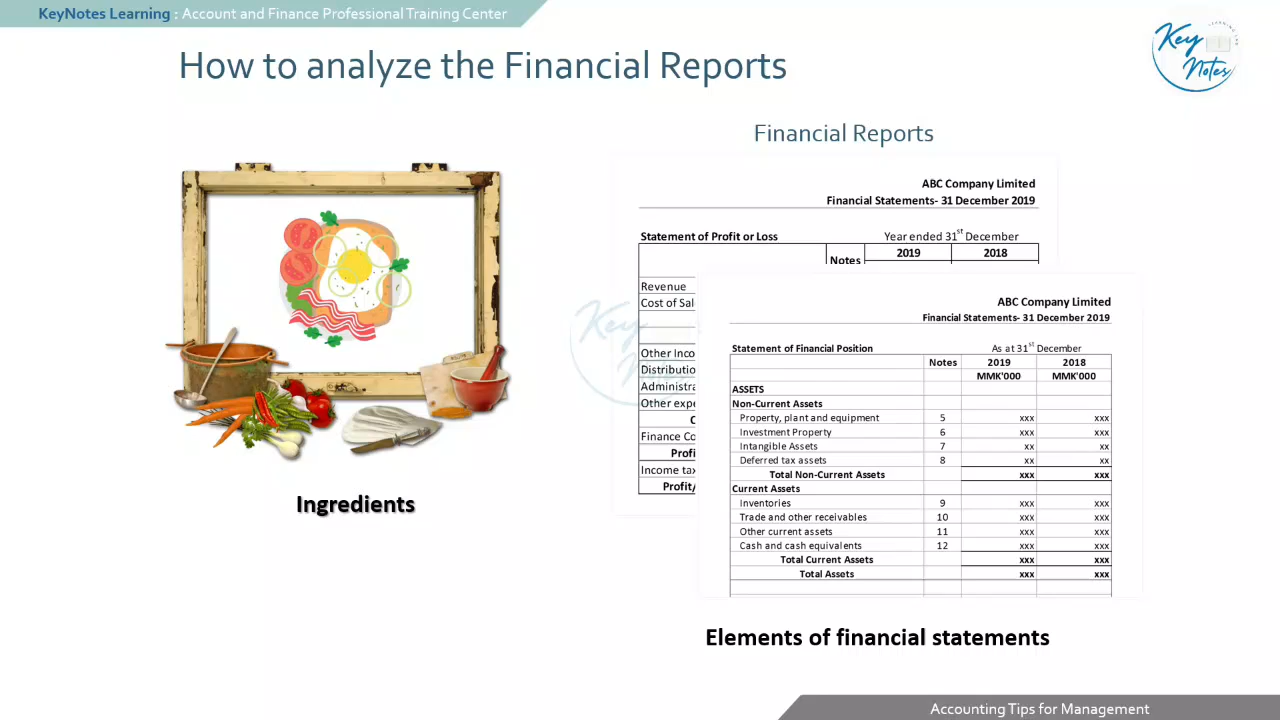 KeyNotes Learning : Account and Finance Professional Training Center
Key
Notes
How to analyze the Financial Reports
Financial Reports
ABC Company Limited
Financial Statements- 31 December 2019
Statement of Profit or Loss Year ended 31st December
Notes 2019 2018
Revenue
Cost of Sal
Other Inco
Distributio
Administra
Other expe
Finance Co
Profi
Income tax
Profit/
Key
ABC Company Limited
Financial Statements- 31 December 2019
Statement of Financial Position As at 31st December
Notes 2019 2018
MMK'000 MMK'000
ASSETS
Non-Current Assets
Property, plant and equipment 5 xxx xxx
Investment Property 6 xxx xxx
Intangible Assets 7 xx xx
Deferred tax assets 8 xx xx
Total Non-Current Assets xxx xxx
Current Assets
Inventories 9 xxx xxx
Trade and other receivables 10 xxx xxx
Other current assets 11 xxx xxx
Cash and cash equivalents 12 xxx xxx
Total Current Assets xxx xxx
Total Assets xxx xxx
Ingredients
Elements of financial statements
Accounting Tips for Management